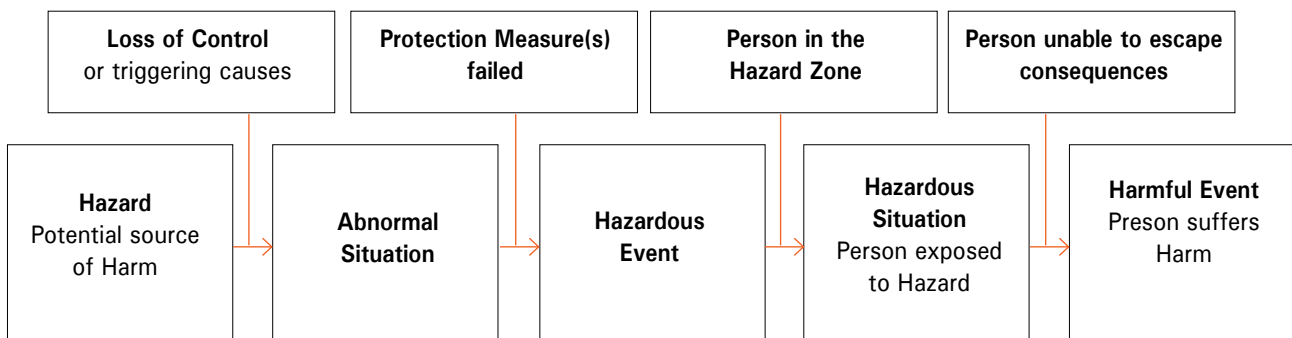 Loss of Control
or triggering causes
Protection Measure(s)
failed
Person in the
Hazard Zone
Person unable to escape
consequences
Hazard
Potential source
of Harm
Abnormal
Situation
Hazardous
Event
Hazardous
Situation
Person exposed
to Hazard
Harmful Event
Preson suffers
Harm